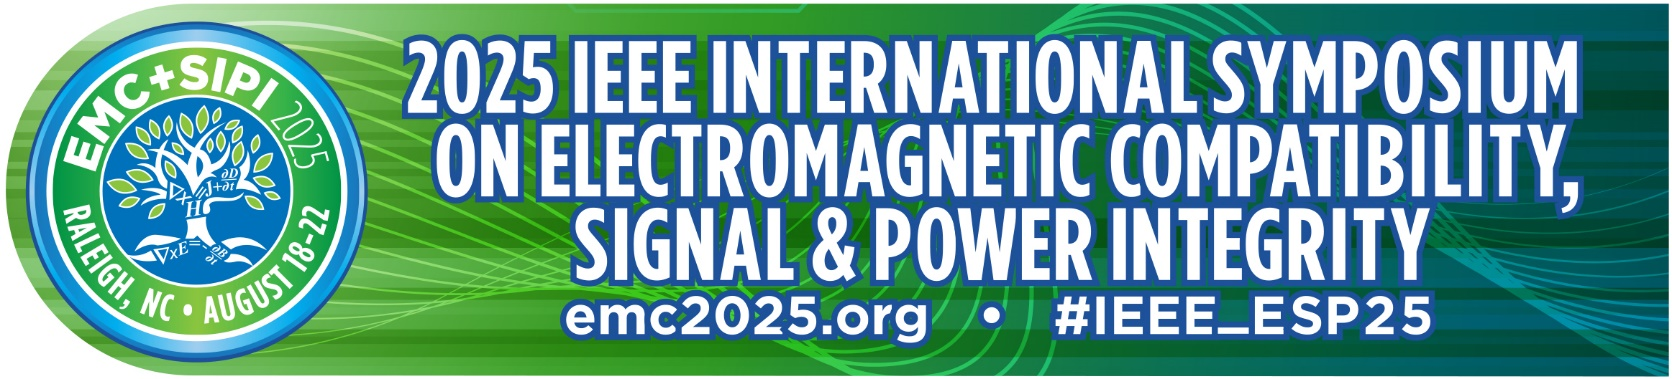 EMC+SIPI 2025
RALEIGH, NC • AUGUST 18-22
∇xE=-∂B/∂t
2025 IEEE INTERNATIONAL SYMPOSIUM
ON ELECTROMAGNETIC COMPATIBILITY,
SIGNAL & POWER INTEGRITY
emc2025.org • #IEEE_ESP25